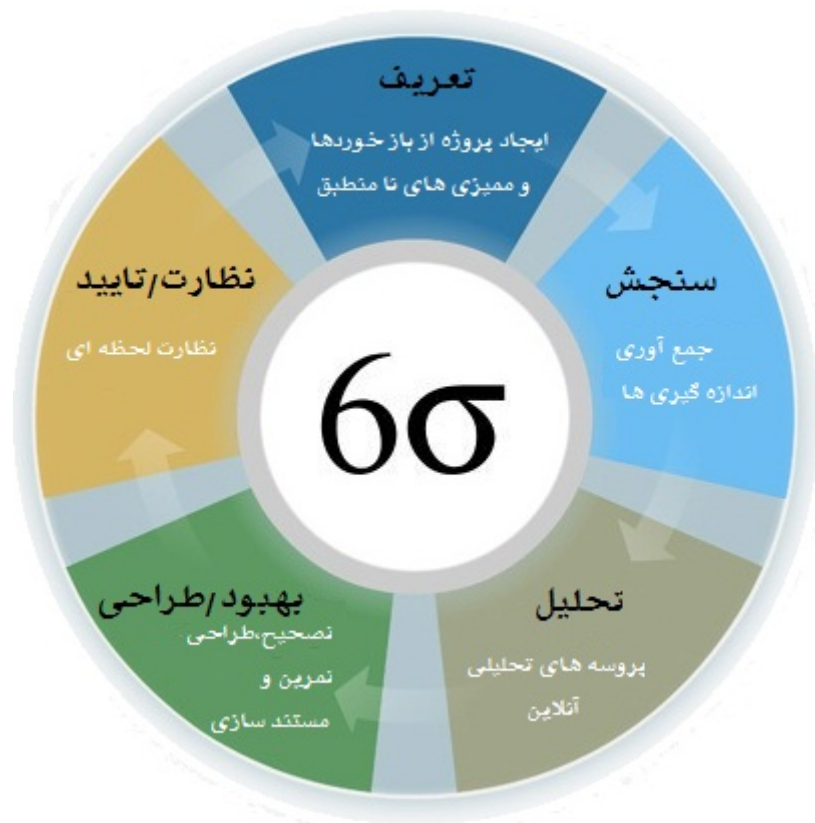 تعریف
ایجاد پروژه از باز خوردها
و ممیزی های نا منطبق
سنجش
جمع آوری
اندازه گیری ها
تحلیل
پروسه های تحلیلی
آنلاین
بهبود/طراحی
تصحیح،طراحی
تمرین و
مستند سازی
نظارت/تایید
نظارت لحظه ای
6σ